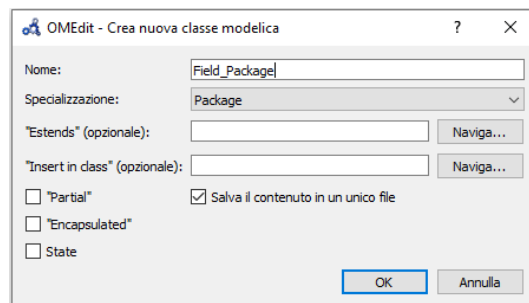 OMEdit - Crea nuova classe modelica ?
Nome: Field_Package
Specializzazione: Package
"Estends" (opzionale): Naviga...
"Insert in class" (opzionale): Naviga...
"Partial" Salva il contenuto in un unico file
"Encapsulated"
State
OK Annulla